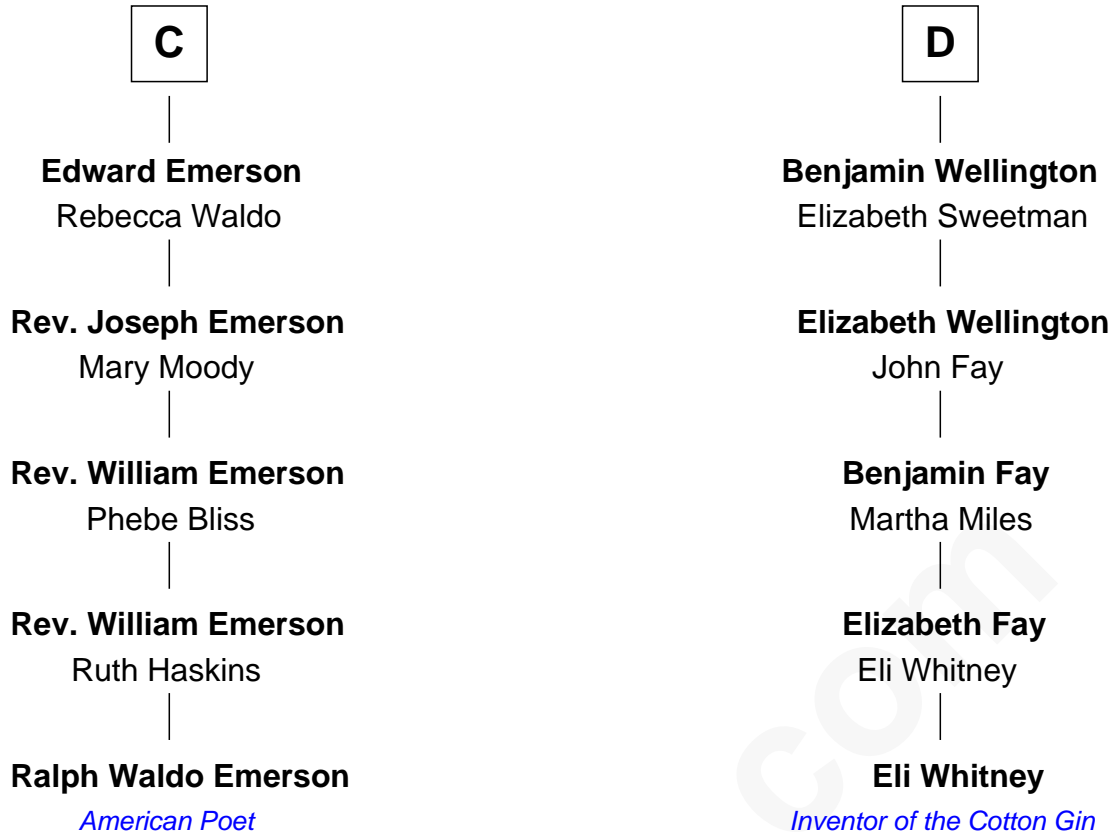 C
Edward Emerson
Rebecca Waldo
Rev. Joseph Emerson
Mary Moody
Rev. William Emerson
Phebe Bliss
Rev. William Emerson
Ruth Haskins
Ralph Waldo Emerson
American Poet
D
Benjamin Wellington
Elizabeth Sweetman
Elizabeth Wellington
John Fay
Benjamin Fay
Martha Miles
Elizabeth Fay
Eli Whitney
Eli Whitney
Inventor of the Cotton Gin
com